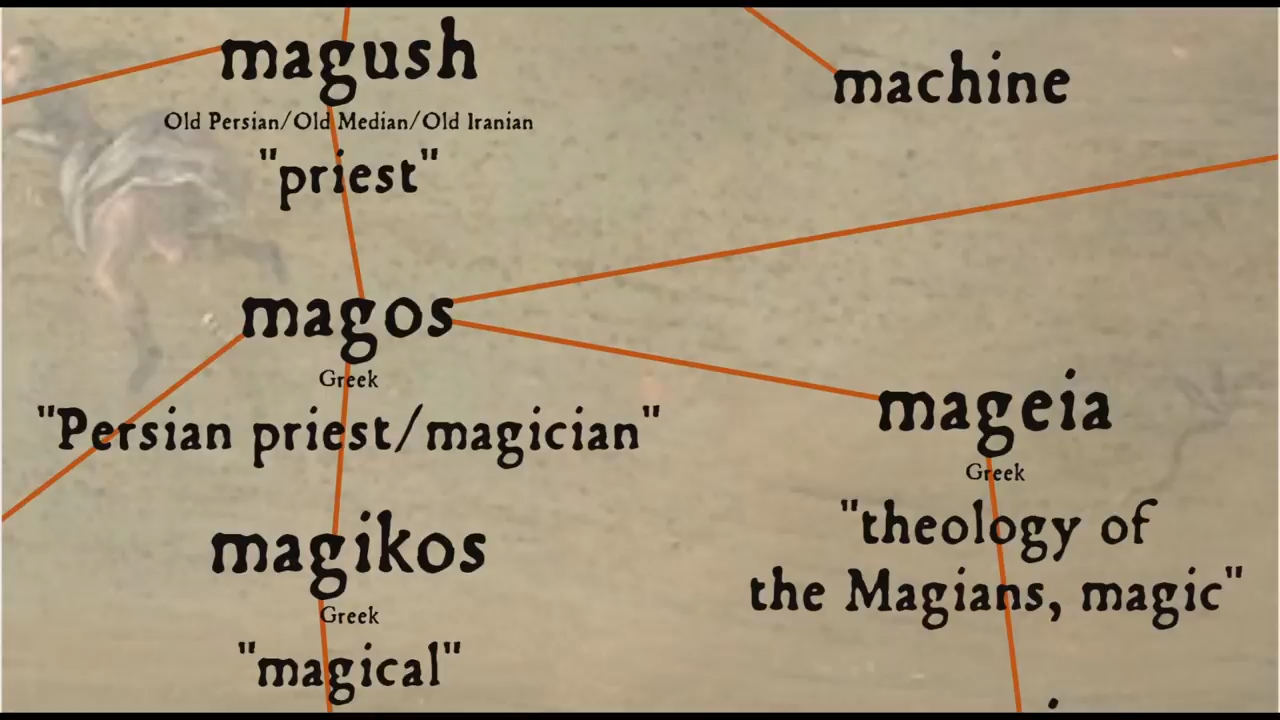 magush
Old Persian/Old Median/Old Iranian
"priest"
machine
magos
Greek
"Persian priest/magician"
mageia
Greek
"theology of
the Magians, magic"
magikos
Greek
"magical"